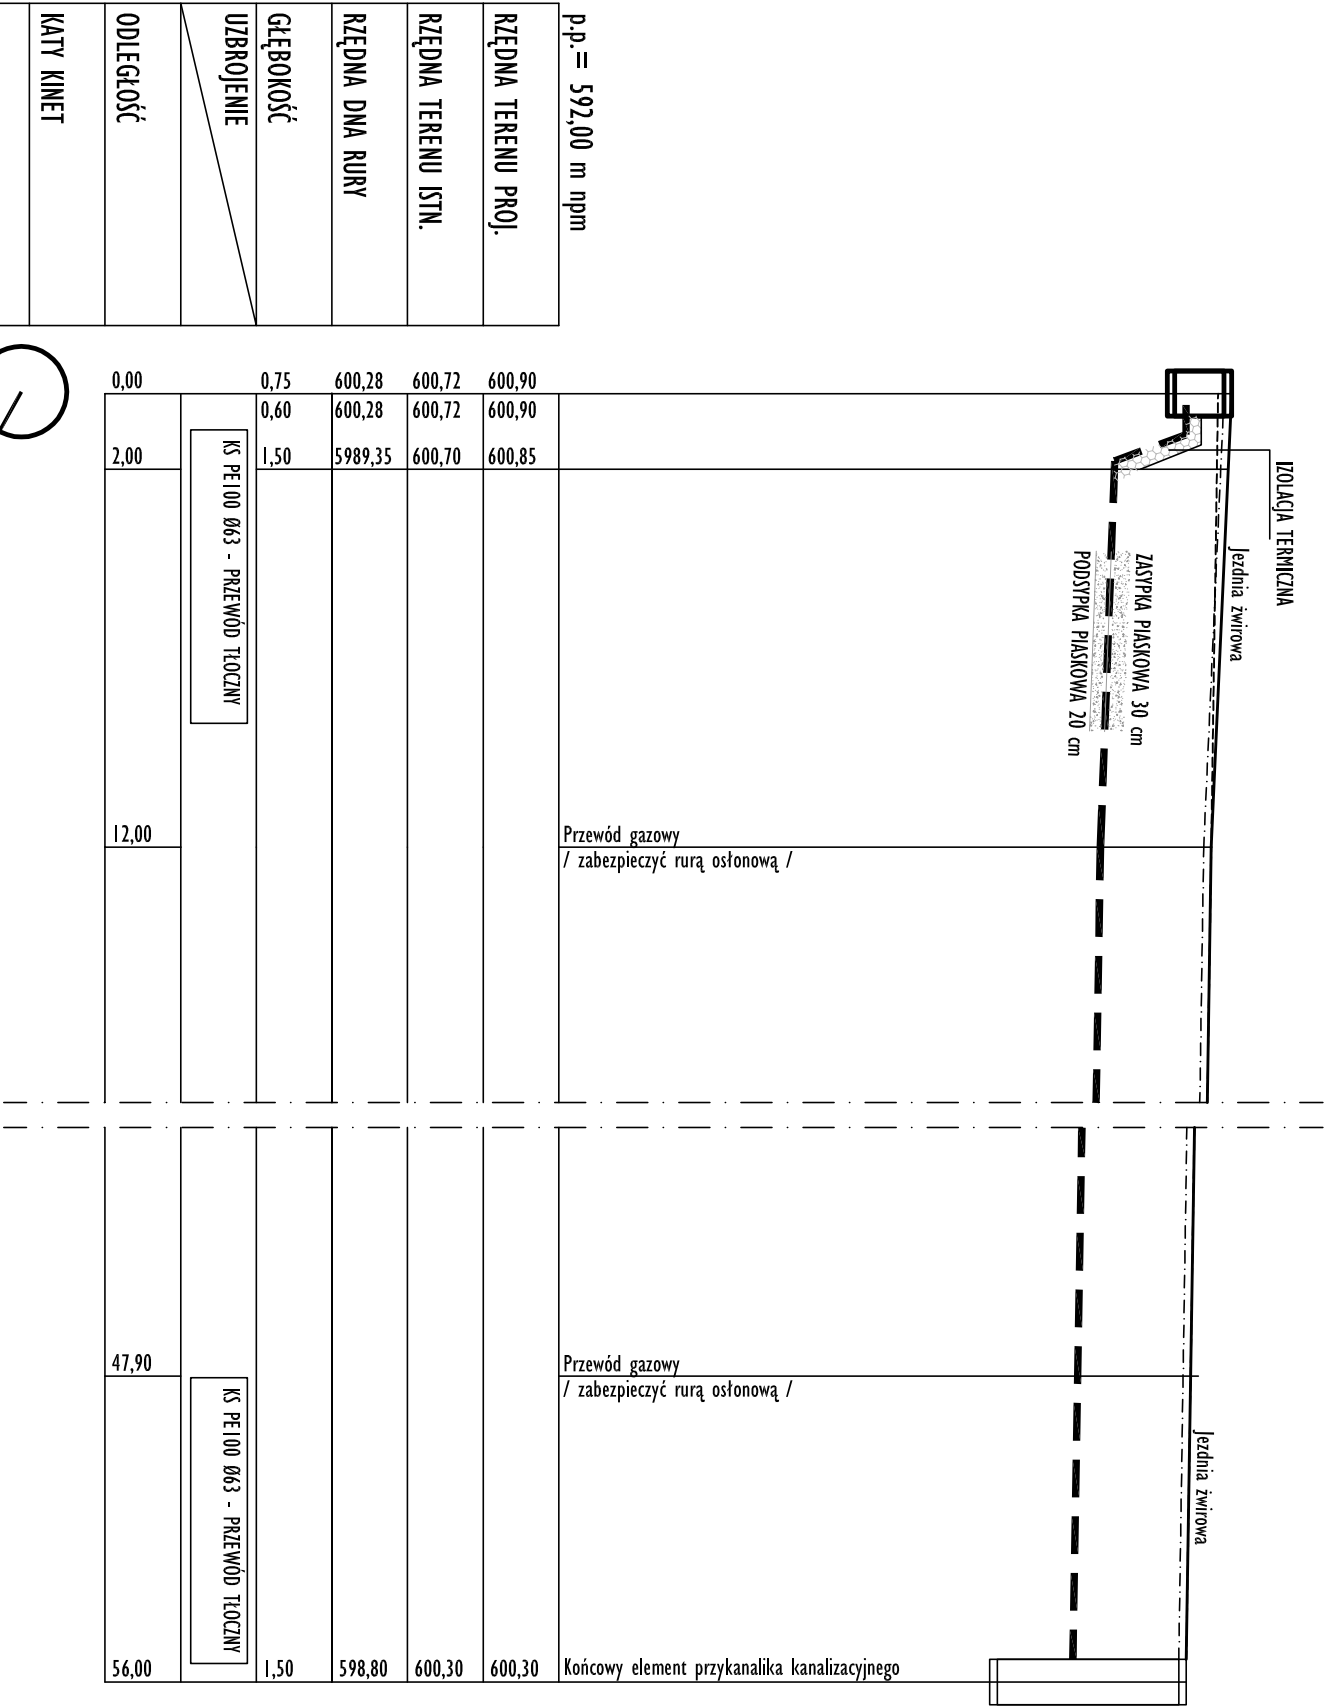 IZOLACJA TERMICZNA
Jezdnia żwirowa
Jezdnia żwirowa
ZASYPKA PIASKOWA 30 cm
PODSYPKA PIASKOWA 20 cm
p.p.= 592,00 m npm
Przewód gazowy
/ zabezpieczyć rurą osłonową /
Przewód gazowy
/ zabezpieczyć rurą osłonową /
Końcowy element przykanalika kanalizacyjnego
RZĘDNA TERENU PROJ.
600,90
600,90
600,85
600,30
RZĘDNA TERENU ISTN.
600,72
600,72
600,70
600,30
RZĘDNA DNA RURY
600,28
600,28
5989,35
598,80
GŁĘBOKOŚĆ
0,75
0,60
1,50
1,50
UZBROJENIE
KS PE100 Ø63 - PRZEWÓD TŁOCZNY
KS PE100 Ø63 - PRZEWÓD TŁOCZNY
ODLEGŁOŚĆ
0,00
2,00
12,00
47,90
56,00
KATY KINET